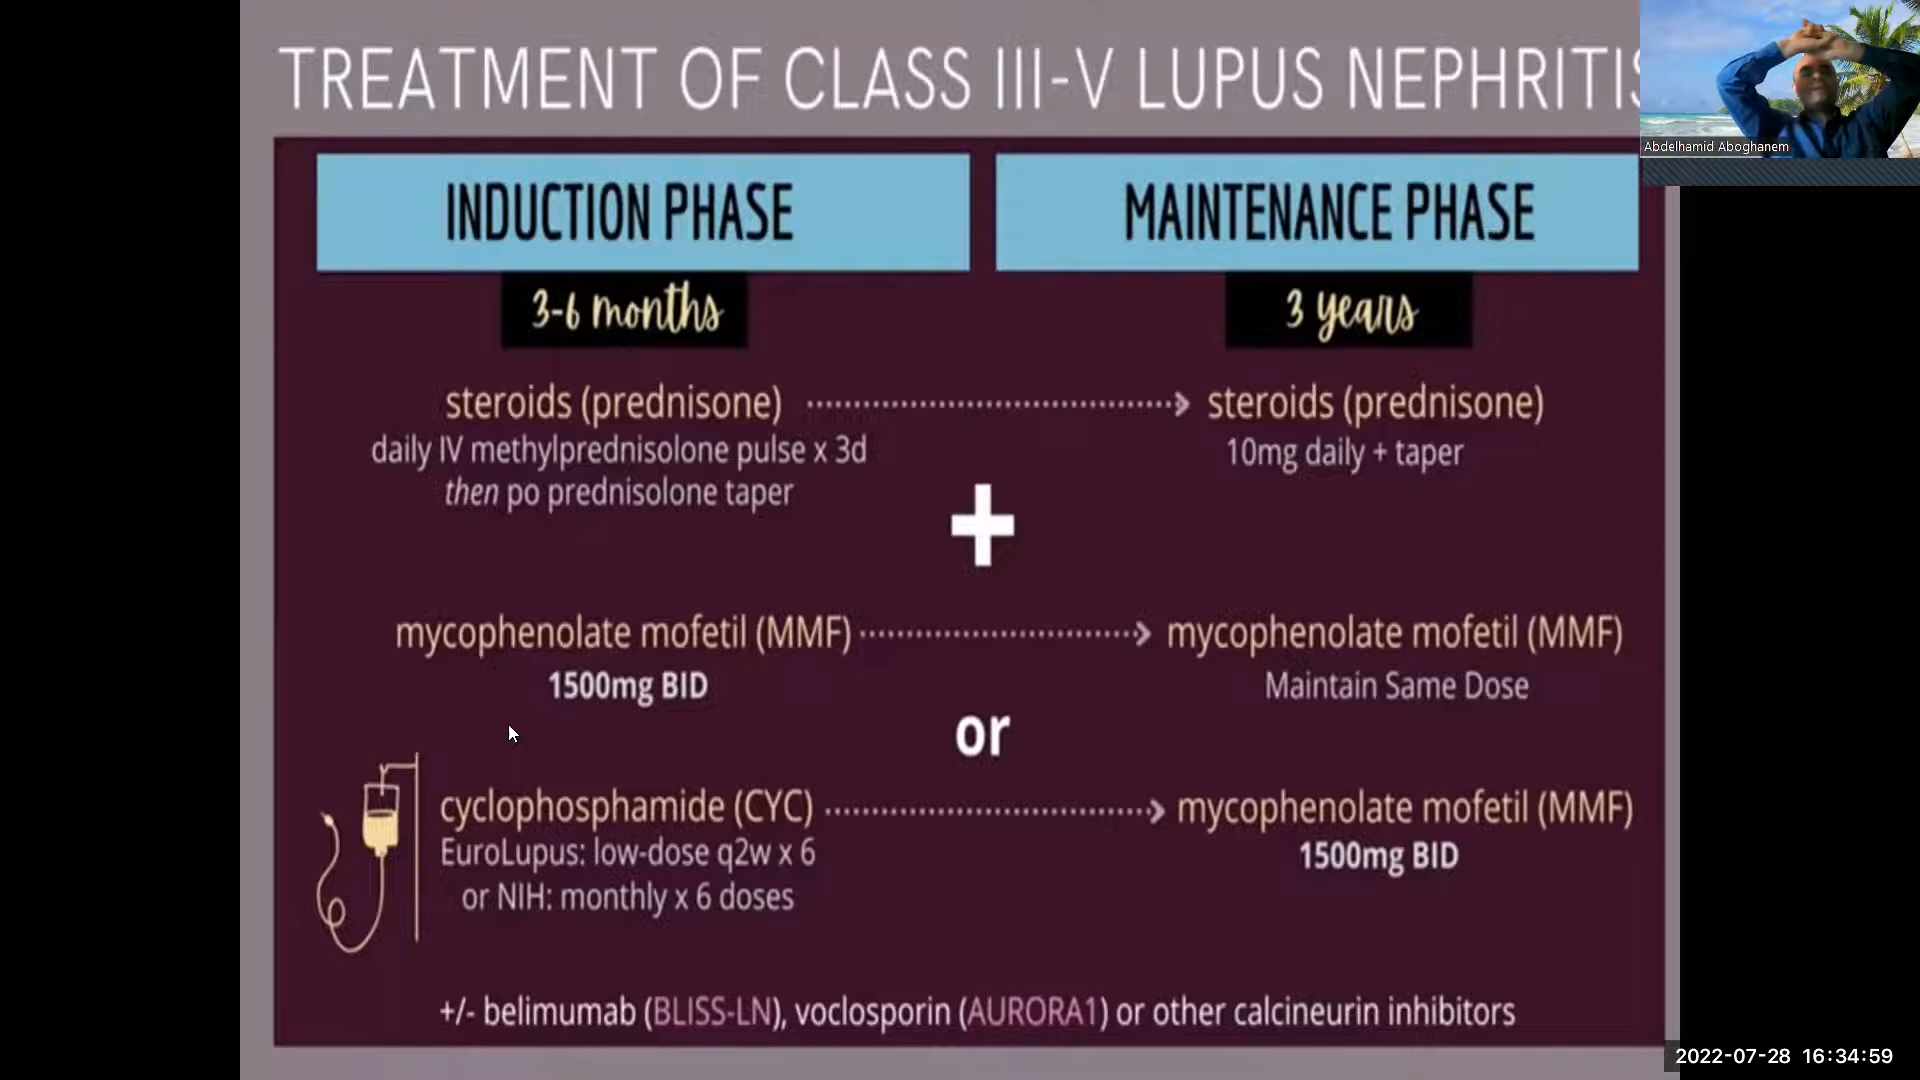 TREATMENT OF CLASS III-V LUPUS NEPHRITIS
Abdelhamid Aboghanem
INDUCTION PHASE
MAINTENANCE PHASE
3-6 months
3 years
steroids (prednisone)
steroids (prednisone)
daily IV methylprednisolone pulse x 3d
10mg daily + taper
then po prednisolone taper
+
mycophenolate mofetil (MMF)
mycophenolate mofetil (MMF)
1500mg BID
Maintain Same Dose
or
cyclophosphamide (CYC)
mycophenolate mofetil (MMF)
EuroLupus: low-dose q2w x 6
1500mg BID
or NIH: monthly x 6 doses
+/- belimumab (BLISS-LN), voclosporin (AURORA1) or other calcineurin inhibitors
2022-07-28 16:34:59